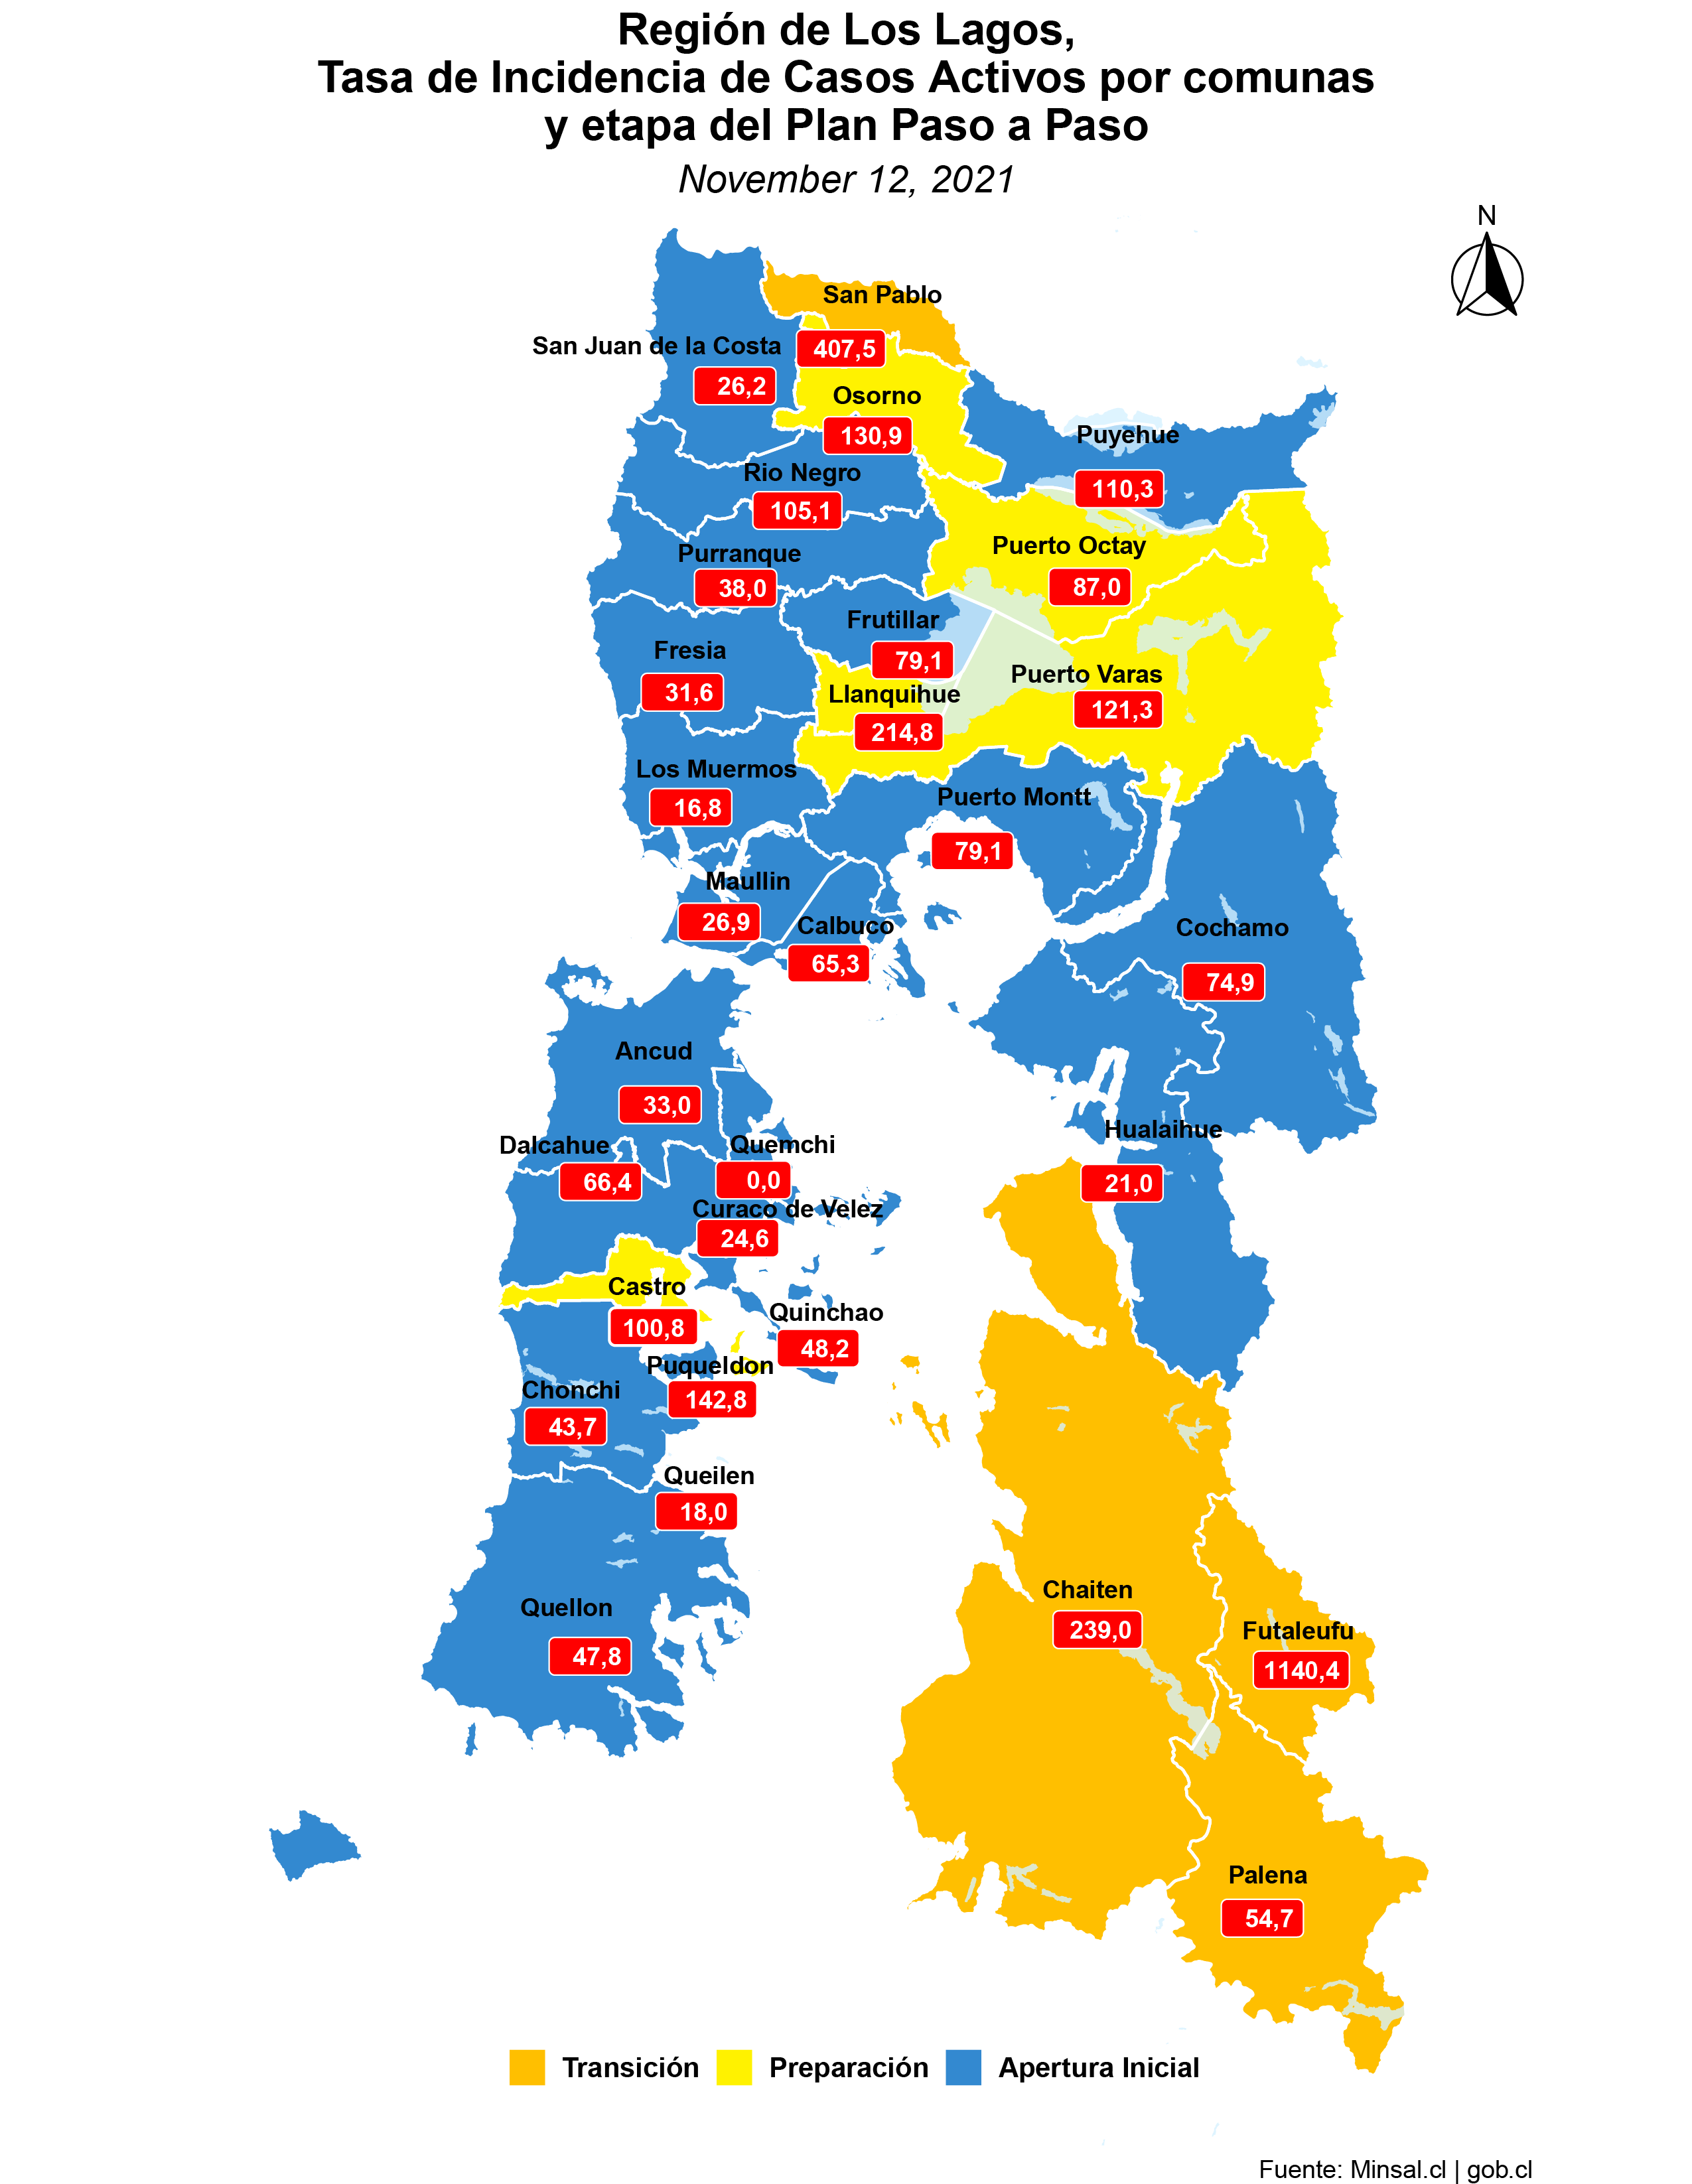 Región de Los Lagos,
Tasa de Incidencia de Casos Activos por comunas
y etapa del Plan Paso a Paso
November 12, 2021
N
San Pablo
407,5
San Juan de la Costa
26,2
Osorno
130,9
Puyehue
110,3
Rio Negro
105,1
Purranque
38,0
Puerto Octay
87,0
Frutillar
79,1
Fresia
31,6
Puerto Varas
121,3
Llanquihue
214,8
Los Muermos
16,8
Puerto Montt
79,1
Maullin
26,9
Calbuco
65,3
Cochamo
74,9
Ancud
33,0
Hualaihue
21,0
Dalcahue
66,4
Quemchi
0,0
Curaco de Velez
24,6
Castro
100,8
Quinchao
48,2
Puqueldon
142,8
Chonchi
43,7
Queilen
18,0
Quellon
47,8
Chaiten
239,0
Futaleufu
1140,4
Palena
54,7
Transición Preparación Apertura Inicial
Fuente: Minsal.cl | gob.cl